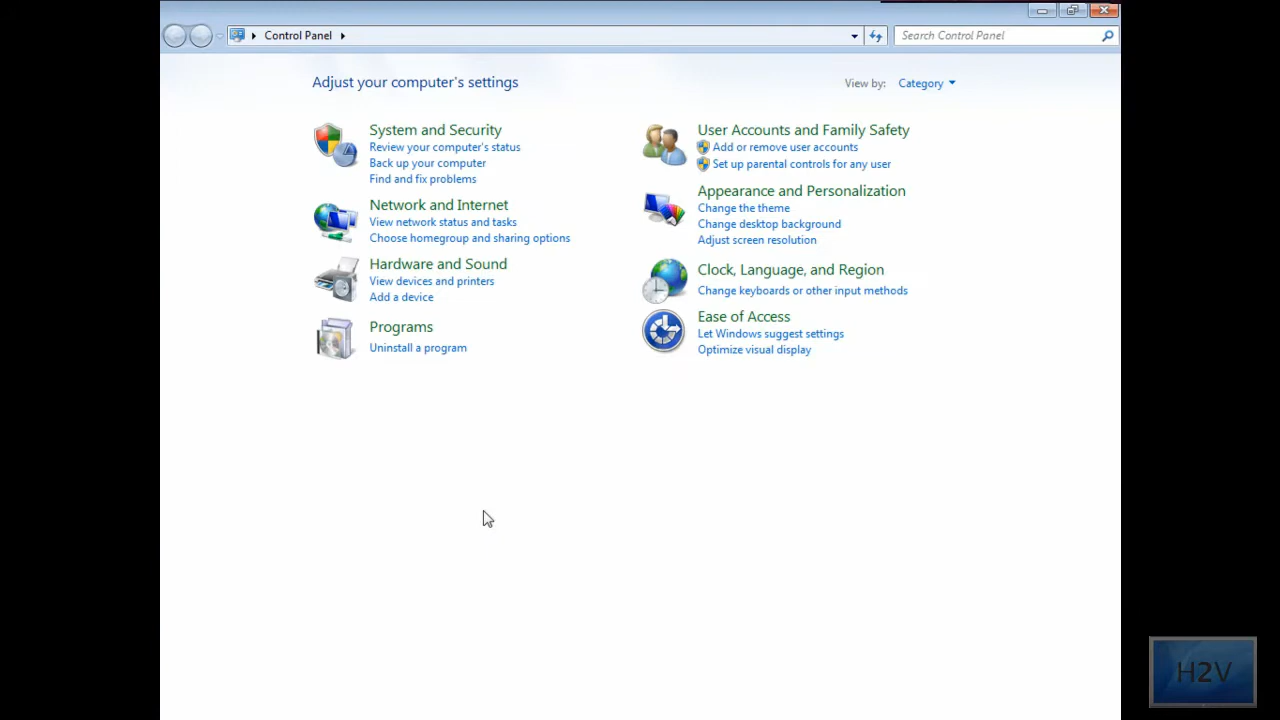 Control Panel
Search Control Panel
Adjust your computer's settings
View by: Category
System and Security
Review your computer's status
Back up your computer
Find and fix problems
Network and Internet
View network status and tasks
Choose homegroup and sharing options
Hardware and Sound
View devices and printers
Add a device
Programs
Uninstall a program
User Accounts and Family Safety
Add or remove user accounts
Set up parental controls for any user
Appearance and Personalization
Change the theme
Change desktop background
Adjust screen resolution
Clock, Language, and Region
Change keyboards or other input methods
Ease of Access
Let Windows suggest settings
Optimize visual display
H2V